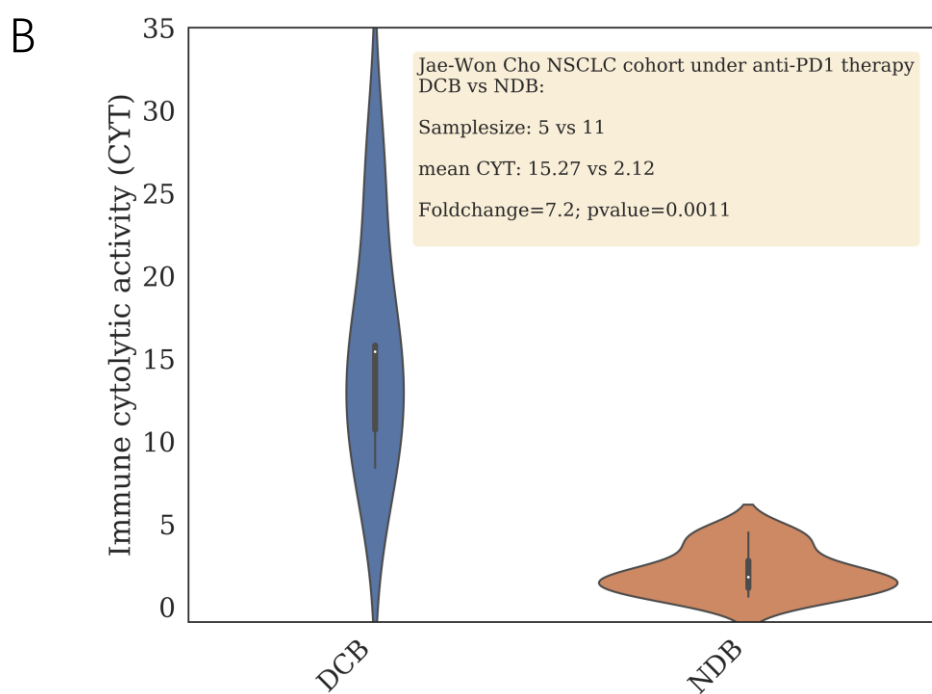 B
35
30
25
20
15
10
5
0
Immune cytolytic activity (CYT)
Jae-Won Cho NSCLC cohort under anti-PD1 therapy
DCB vs NDB:
Samplesize: 5 vs 11
mean CYT: 15.27 vs 2.12
Foldchange=7.2; pvalue=0.0011
DCB
NDB